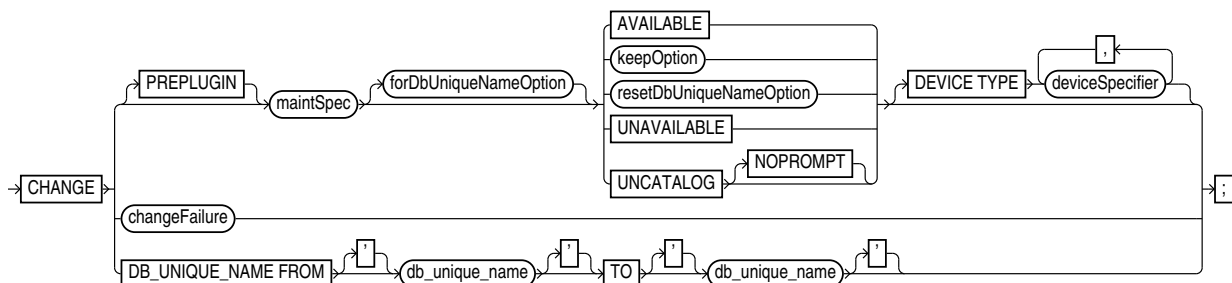 AVAILABLE
,
PREPLUGIN forDbUniqueNameOption keepOption DEVICE TYPE deviceSpecifier
maintSpec resetDbUniqueNameOption
UNAVAILABLE
NOPROMPT
UNCATALOG
CHANGE ;
changeFailure
' ' ' '
DB_UNIQUE_NAME FROM db_unique_name TO db_unique_name